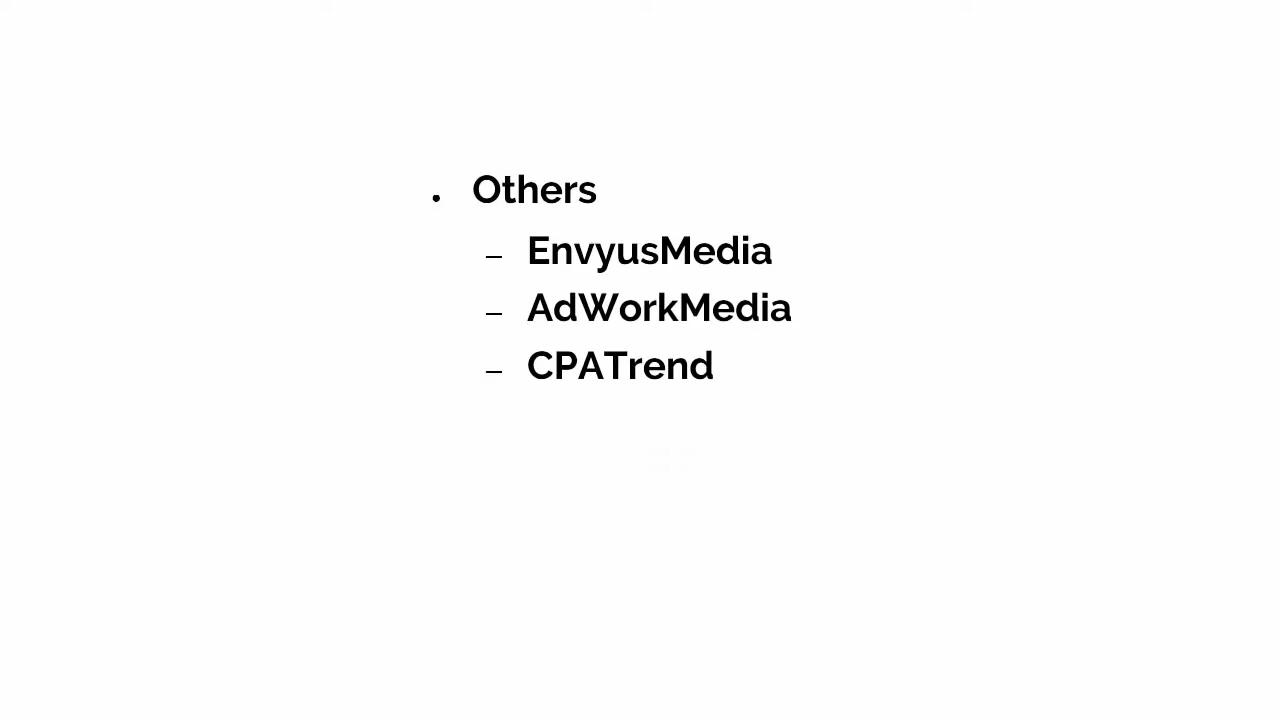 • Others
– EnvyusMedia
– AdWorkMedia
– CPATrend